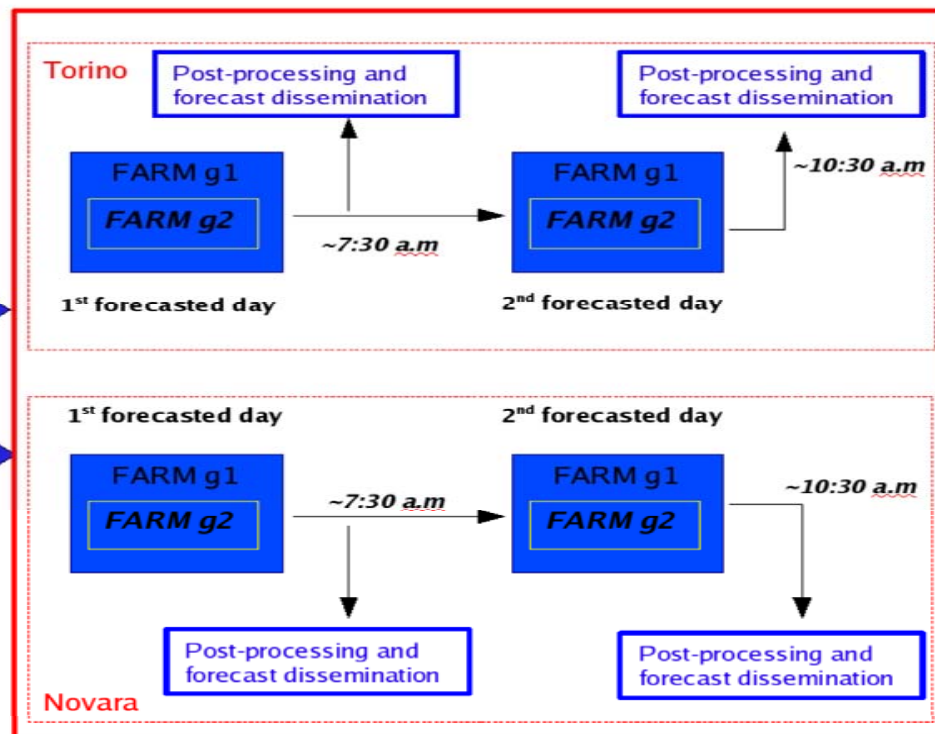 Torino
Post-processing and
forecast dissemination
Post-processing and
forecast dissemination
FARM g1
FARM g2
~7:30 a.m
FARM g1
FARM g2
~10:30 a.m
1st forecasted day
2nd forecasted day
1st forecasted day
2nd forecasted day
FARM g1
FARM g2
~7:30 a.m
FARM g1
FARM g2
~10:30 a.m
Post-processing and
forecast dissemination
Post-processing and
forecast dissemination
Novara